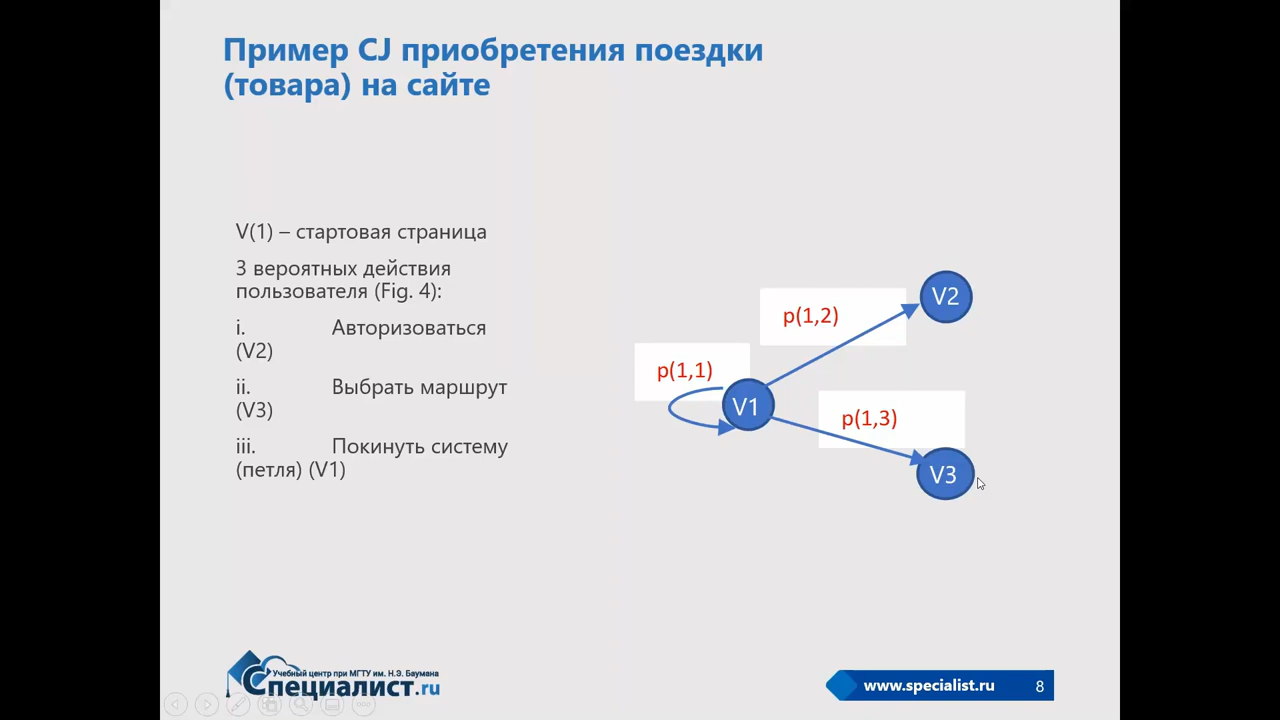 Пример CJ приобретения поездки
(товара) на сайте
V(1) – стартовая страница
3 вероятных действия
пользователя (Fig. 4):
i. Авторизоваться
(V2)
ii. Выбрать маршрут
(V3)
iii. Покинуть систему
(петля) (V1)
V2
p(1,2)
p(1,1)
V1
p(1,3)
V3
Учебный центр при МГТУ им. Н.Э. Баумана
Специалист.ru
www.specialist.ru
8